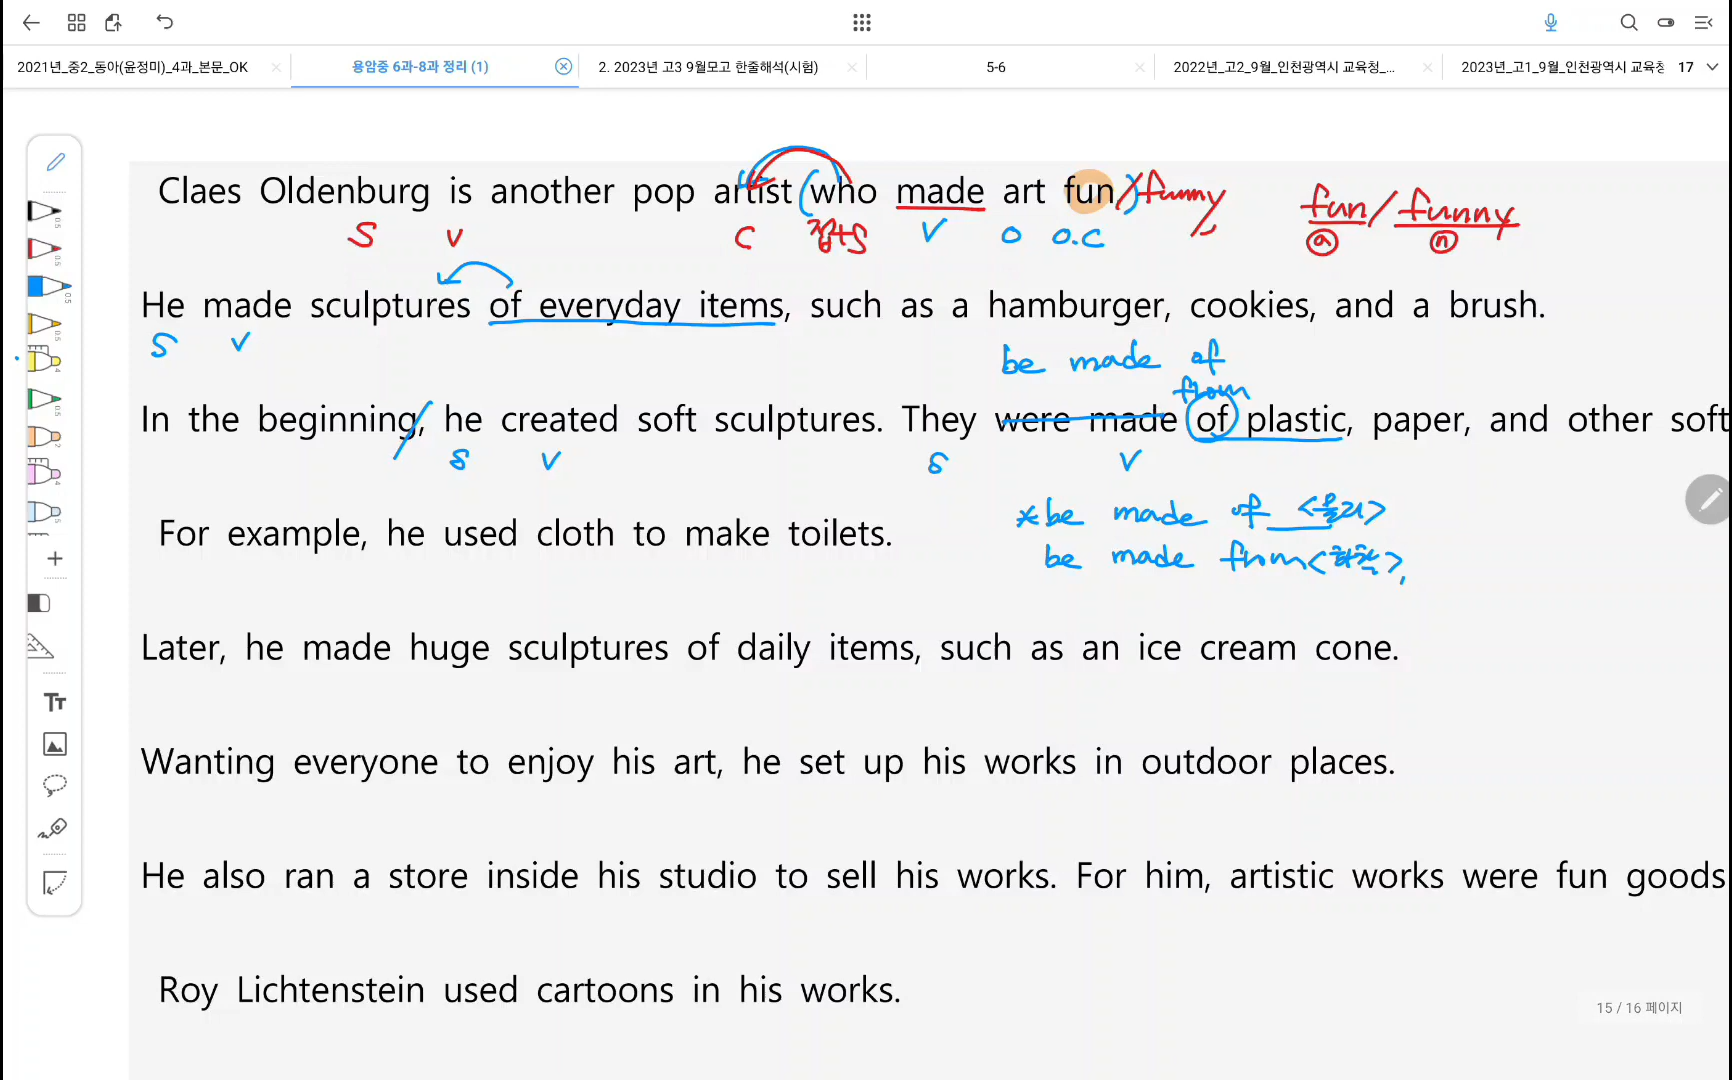 2021년_중2_동아(윤정미)_4과_본문_OK
용암중 6과-8과 정리 (1)
2. 2023년 고3 9월모고 한줄해석(시험)
5-6
2022년_고2_9월_인천광역시 교육청_...
2023년_고1_9월_인천광역시 교육청
17
Claes Oldenburg is another pop artist (who made art fun)/funny
fun/funny
S V C 접+S V O O.C
ⓐ ⓝ
He made sculptures of everyday items, such as a hamburger, cookies, and a brush.
S V
be made of
from
In the beginning, he created soft sculptures. They were made of plastic, paper, and other soft
S V S V
*be made of <물리>
For example, he used cloth to make toilets.
be made from <화학>
Later, he made huge sculptures of daily items, such as an ice cream cone.
Wanting everyone to enjoy his art, he set up his works in outdoor places.
He also ran a store inside his studio to sell his works. For him, artistic works were fun goods
Roy Lichtenstein used cartoons in his works.
15 / 16 페이지
TT